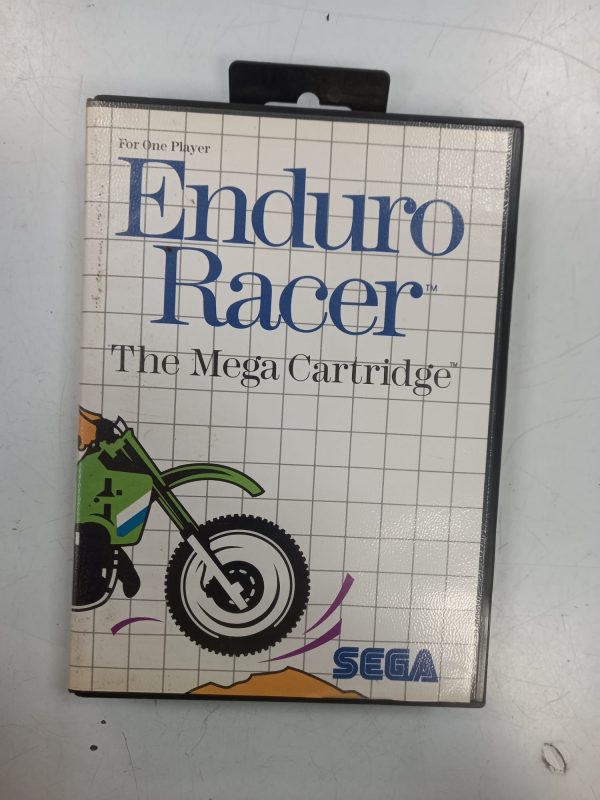 For One Player
Enduro
Racer™
The Mega Cartridge™
SEGA